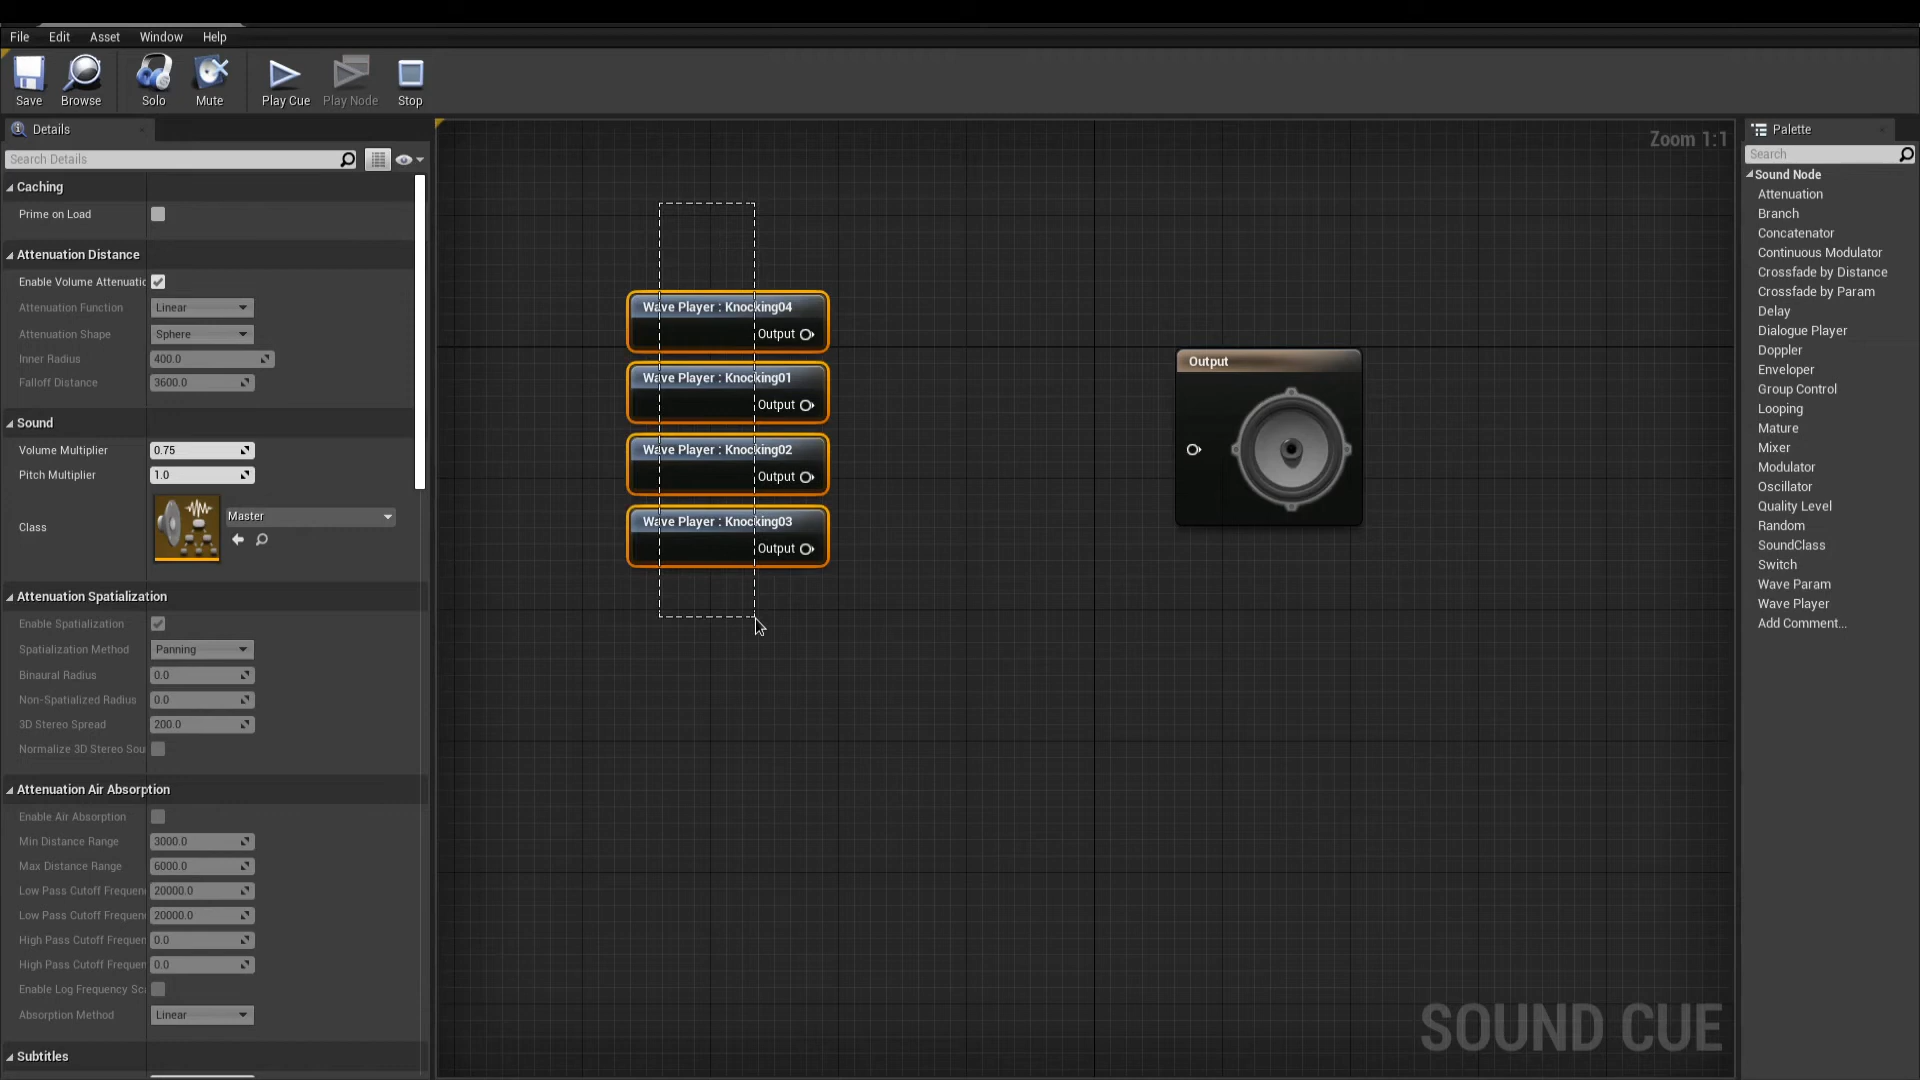 File Edit Asset Window Help
Save Browse Solo Mute Play Cue Play Node Stop
Details
Search Details
Caching
Prime on Load
Attenuation Distance
Enable Volume Attenuatic
Attenuation Function Linear
Attenuation Shape Sphere
Inner Radius 400.0
Falloff Distance 3600.0
Sound
Volume Multiplier 0.75
Pitch Multiplier 1.0
Class Master
Attenuation Spatialization
Enable Spatialization
Spatialization Method Panning
Binaural Radius 0.0
Non-Spatialized Radius 0.0
3D Stereo Spread 200.0
Normalize 3D Stereo Sou
Attenuation Air Absorption
Enable Air Absorption
Min Distance Range 3000.0
Max Distance Range 6000.0
Low Pass Cutoff Frequen 20000.0
Low Pass Cutoff Frequen 20000.0
High Pass Cutoff Frequen 0.0
High Pass Cutoff Frequen 0.0
Enable Log Frequency Sca
Absorption Method Linear
Subtitles
Zoom 1:1
Wave Player : Knocking04
Output
Wave Player : Knocking01
Output
Wave Player : Knocking02
Output
Wave Player : Knocking03
Output
Output
SOUND CUE
Palette
Search
Sound Node
Attenuation
Branch
Concatenator
Continuous Modulator
Crossfade by Distance
Crossfade by Param
Delay
Dialogue Player
Doppler
Enveloper
Group Control
Looping
Mature
Mixer
Modulator
Oscillator
Quality Level
Random
SoundClass
Switch
Wave Param
Wave Player
Add Comment...